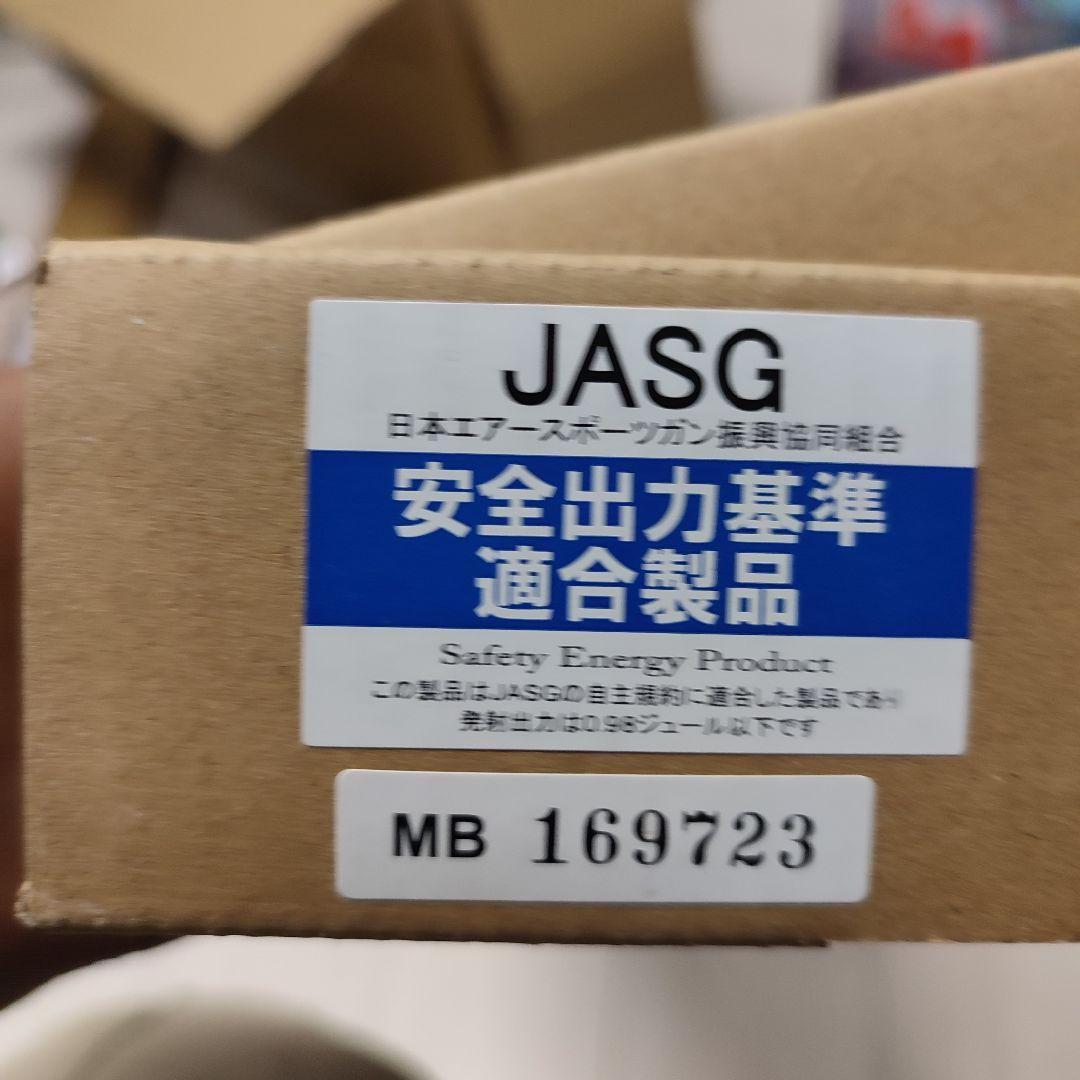 JASG
日本エアースポーツガン振興協同組合
安全出力基準
適合製品
Safety Energy Product
この製品はJASGの自主規約に適合した製品であり
発射出力は0.98ジュール以下です
MB 169723